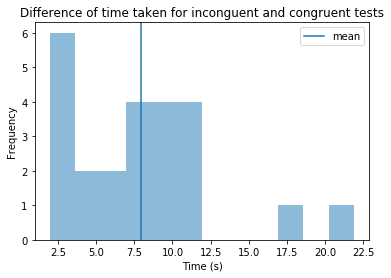 Difference of time taken for inconguent and congruent tests
mean
6
5
4
3
2
1
0
Frequency
2.5 5.0 7.5 10.0 12.5 15.0 17.5 20.0 22.5
Time (s)